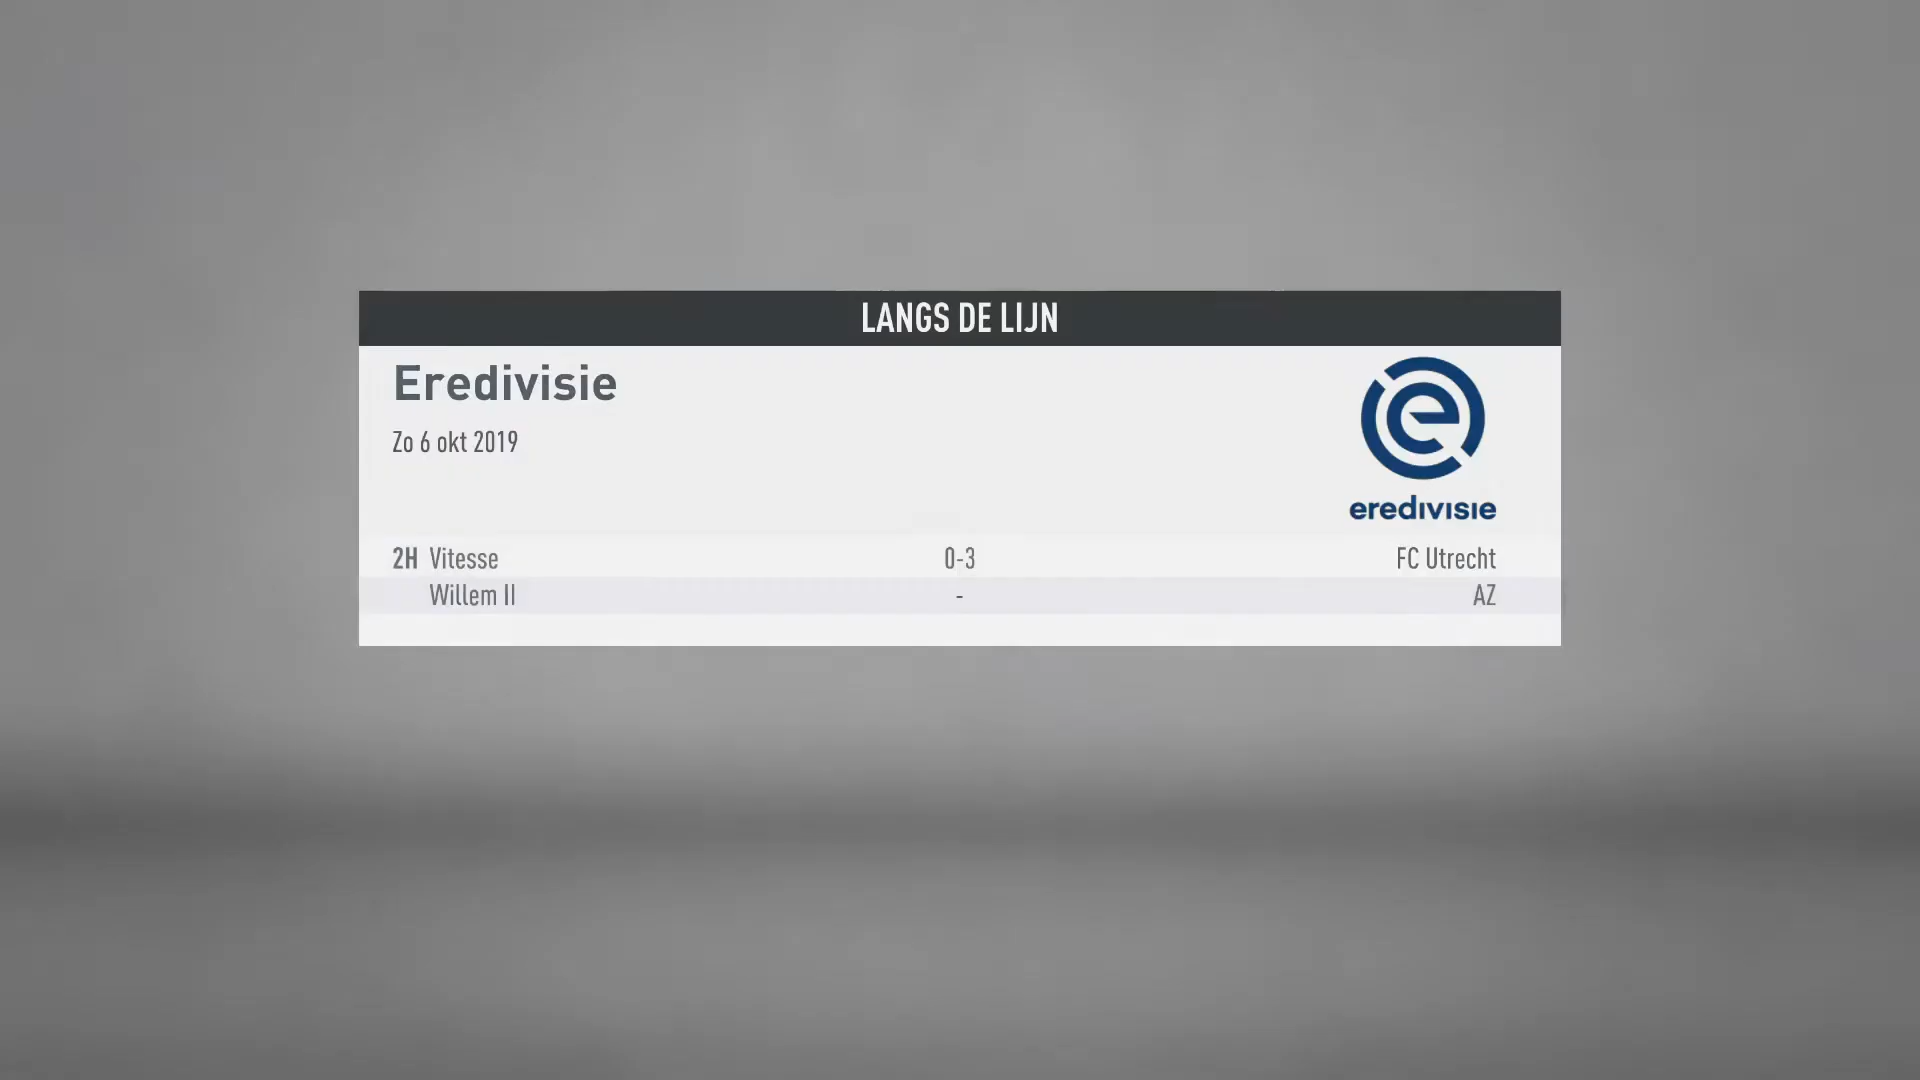 LANGS DE LIJN
Eredivisie
Zo 6 okt 2019
eredivisie
2H Vitesse 0-3 FC Utrecht
Willem II - AZ